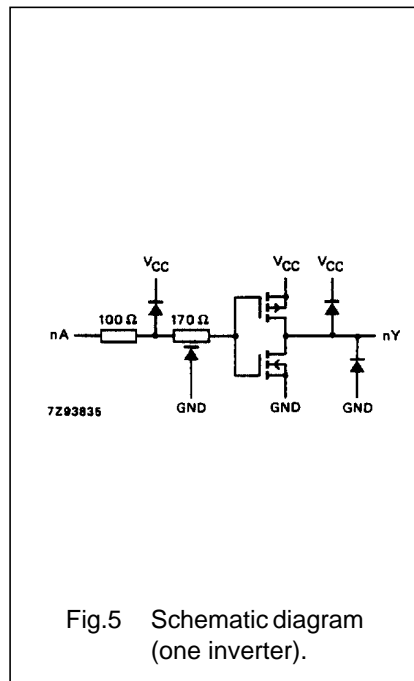 VCC VCC VCC
100 Ω 170 Ω
nA nY
7Z93835 GND GND GND
Fig.5 Schematic diagram
(one inverter).